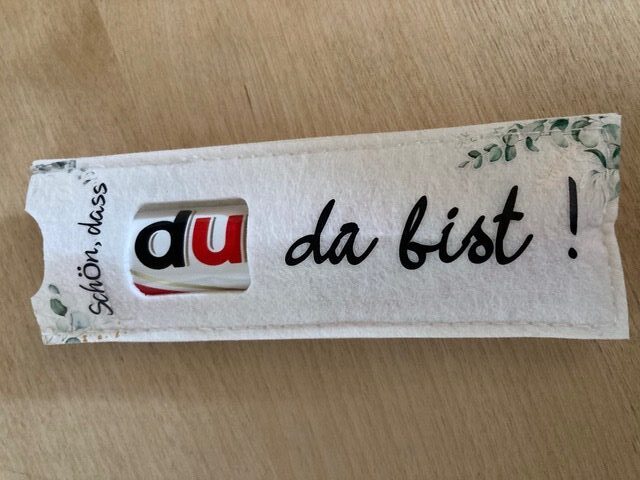 Schön, dass
du
da bist !